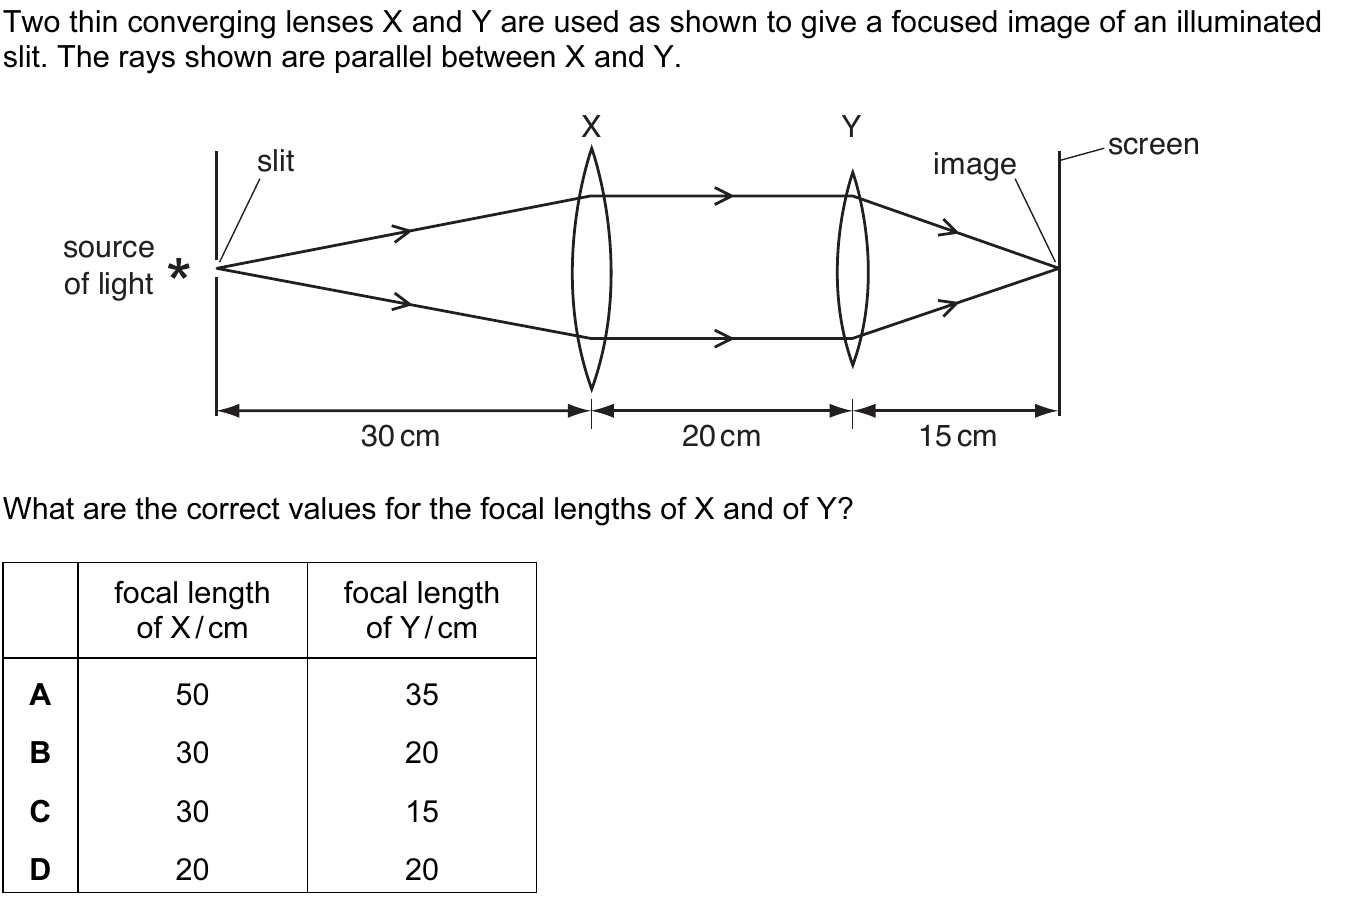 Two thin converging lenses X and Y are used as shown to give a focused image of an illuminated
slit. The rays shown are parallel between X and Y.
X
Y
screen
slit
image
source
of light *
30 cm
20 cm
15 cm
What are the correct values for the focal lengths of X and of Y?
focal length
of X / cm
focal length
of Y / cm
A 50 35
B 30 20
C 30 15
D 20 20